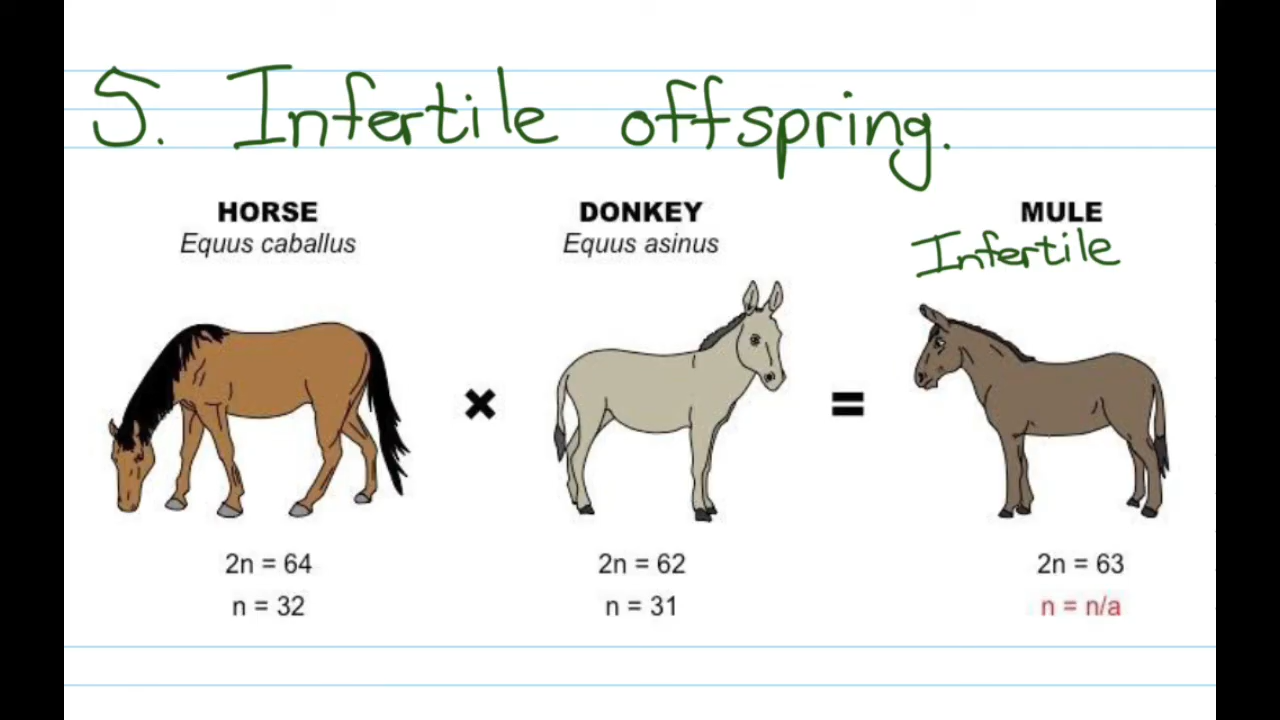 5. Infertile offspring.
HORSE DONKEY MULE
Equus caballus Equus asinus Infertile
× =
2n = 64 2n = 62 2n = 63
n = 32 n = 31 n = n/a